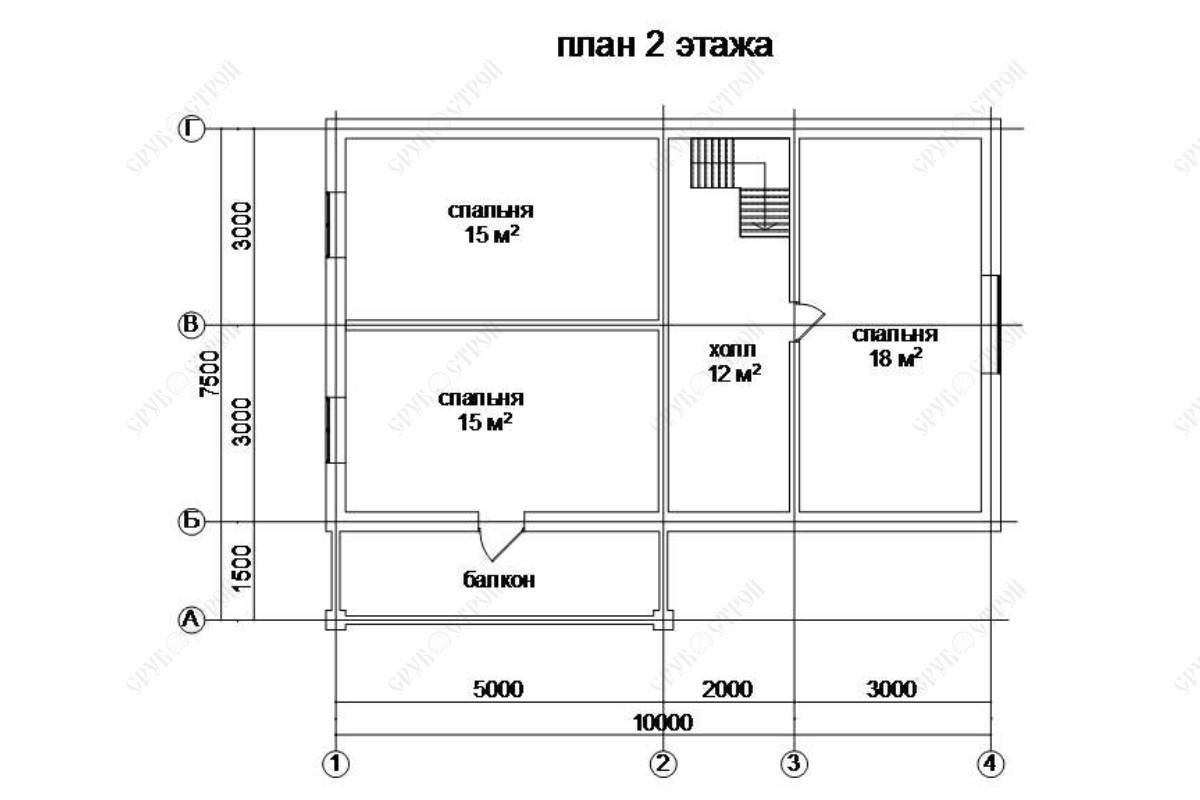 план 2 этажа
Г
3000
спальня
15 м²
В
спальня
18 м²
холл
12 м²
7500
3000
спальня
15 м²
Б
1500
балкон
А
5000
2000
3000
10000
1
2
3
4